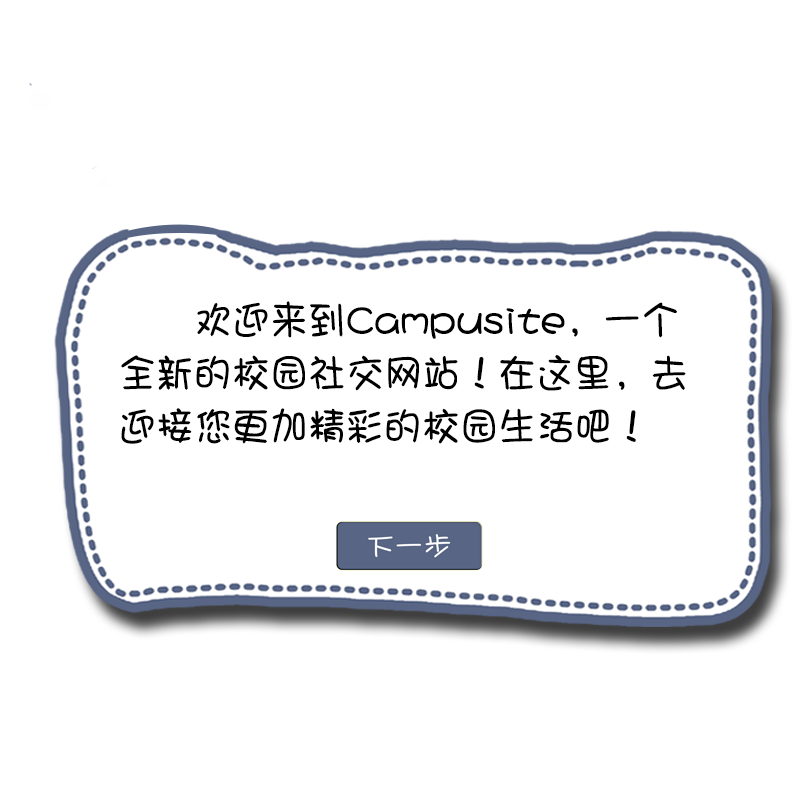 欢迎来到Campusite，一个
全新的校园社交网站！在这里，去
迎接您更加精彩的校园生活吧！
下一步